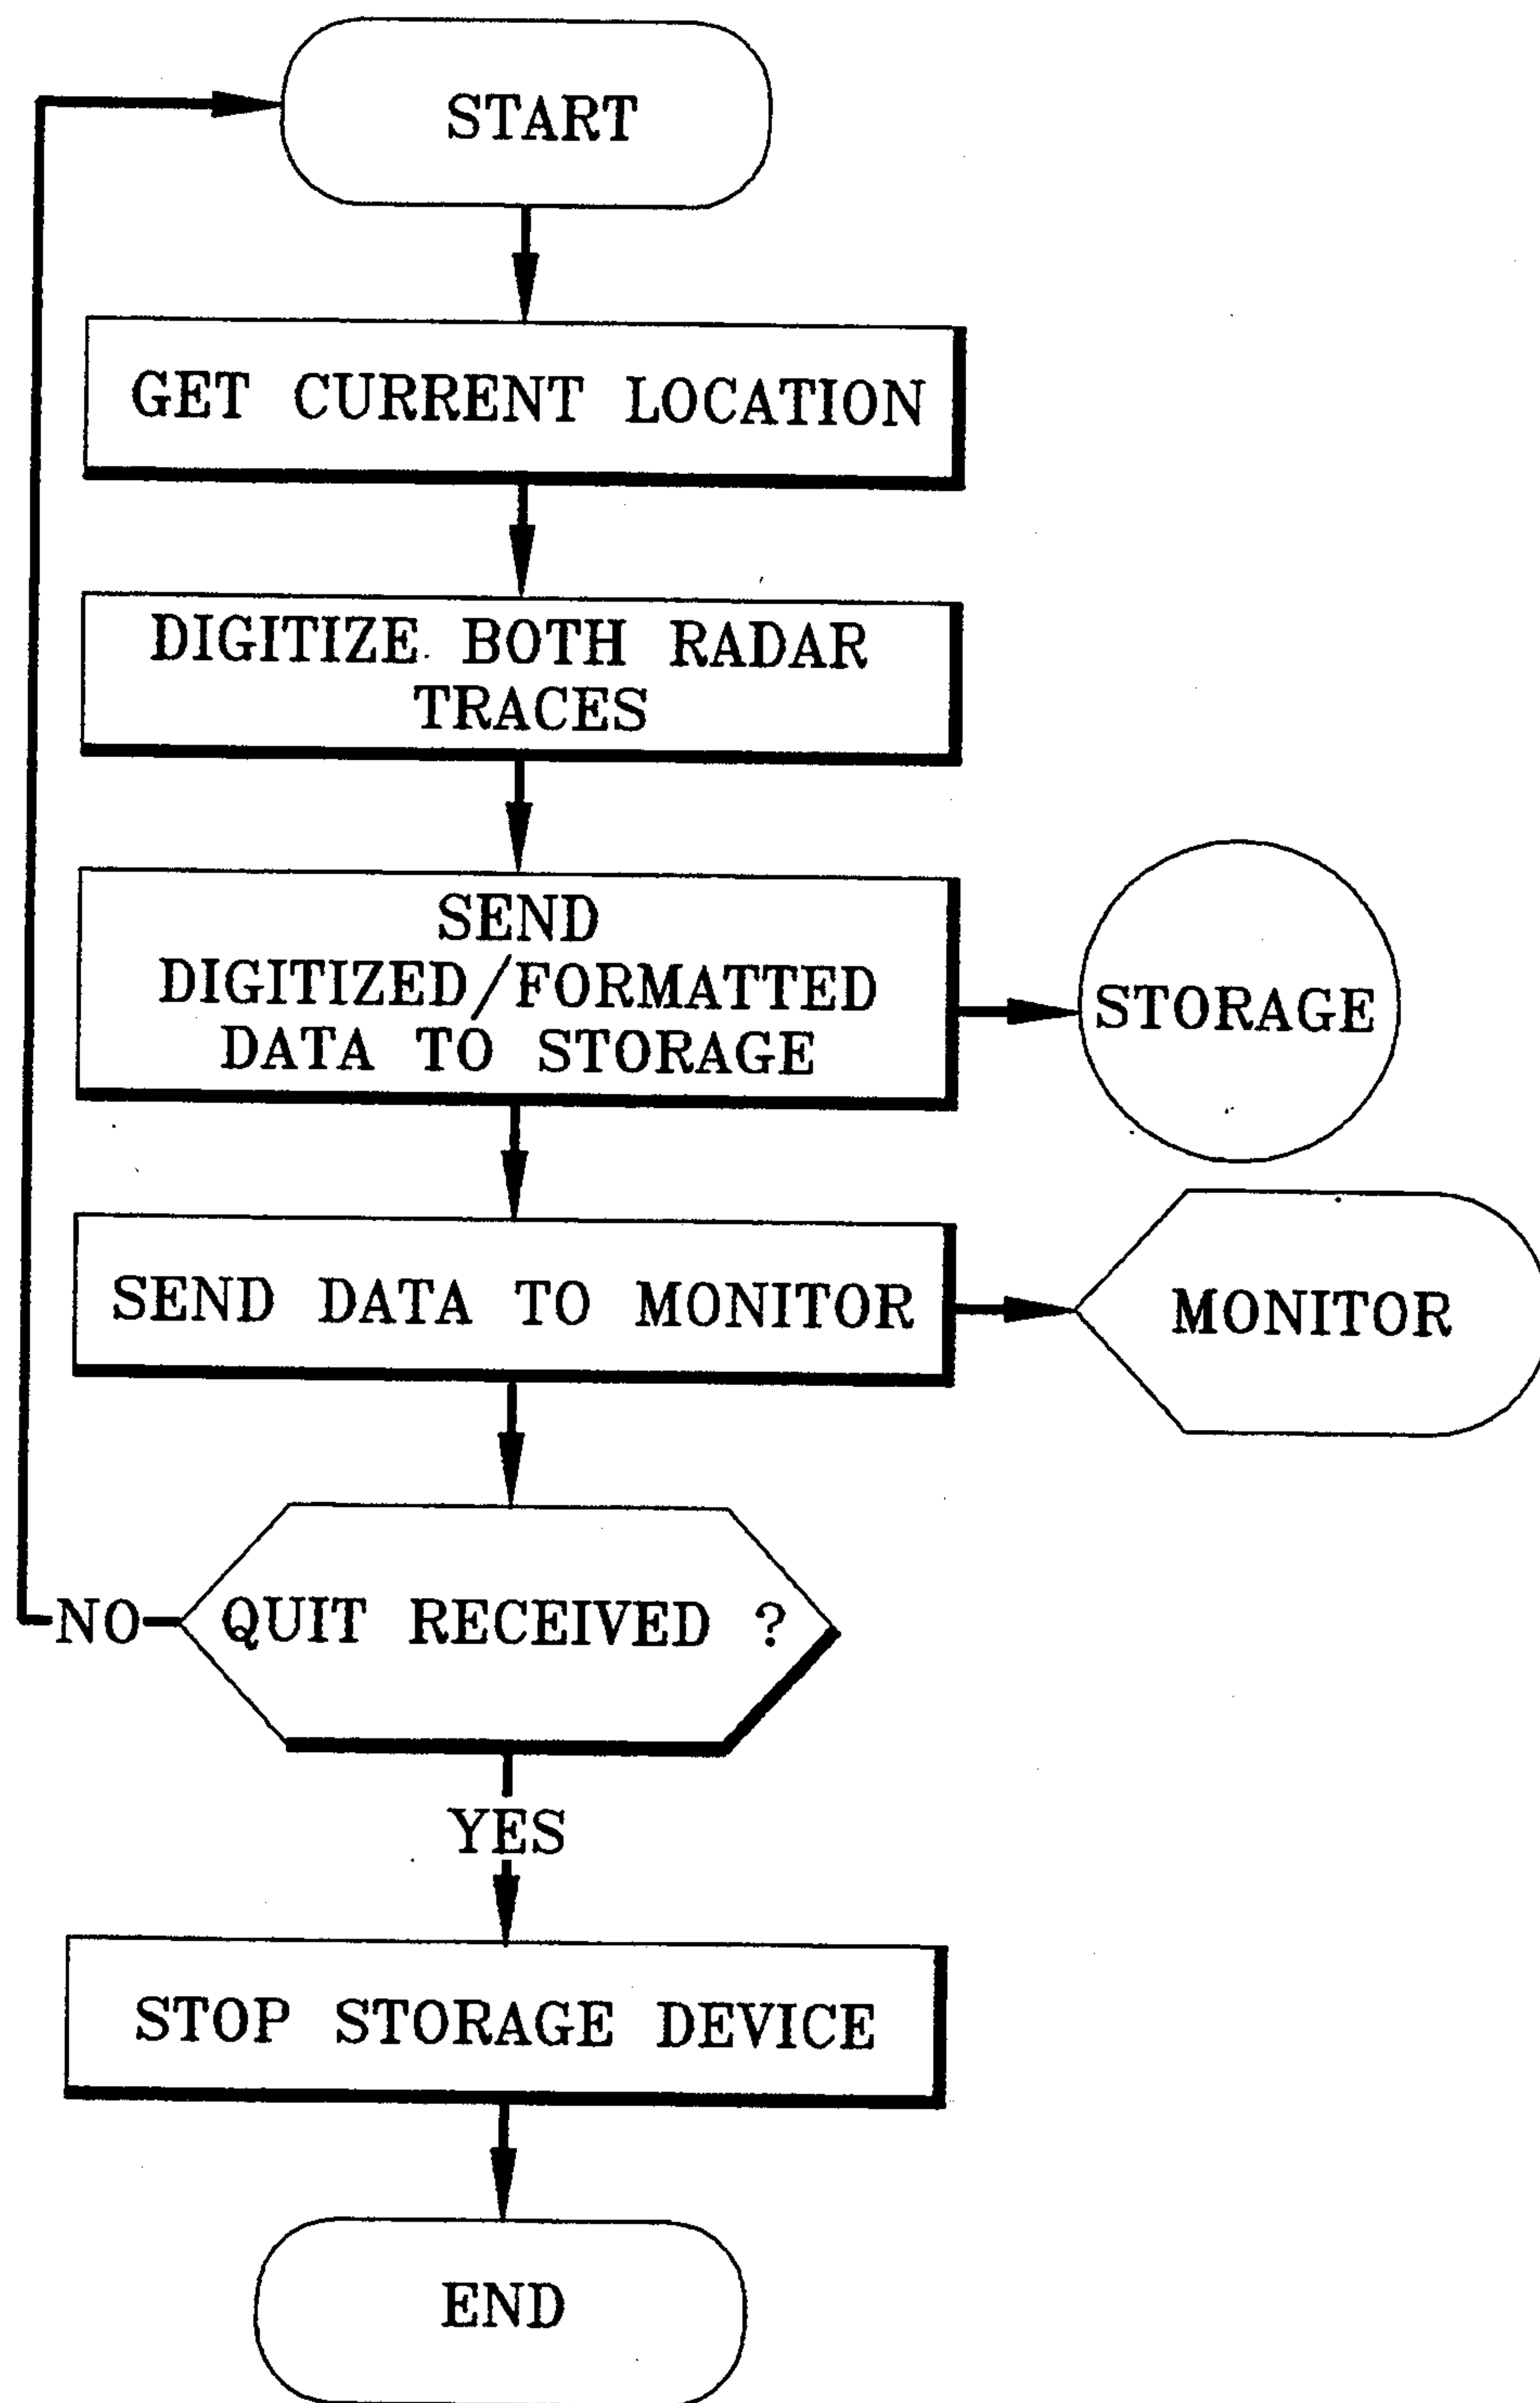 START
GET CURRENT LOCATION
DIGITIZE BOTH RADAR
TRACES
SEND
DIGITIZED/FORMATTED
DATA TO STORAGE
STORAGE
SEND DATA TO MONITOR
MONITOR
NO
QUIT RECEIVED ?
YES
STOP STORAGE DEVICE
END